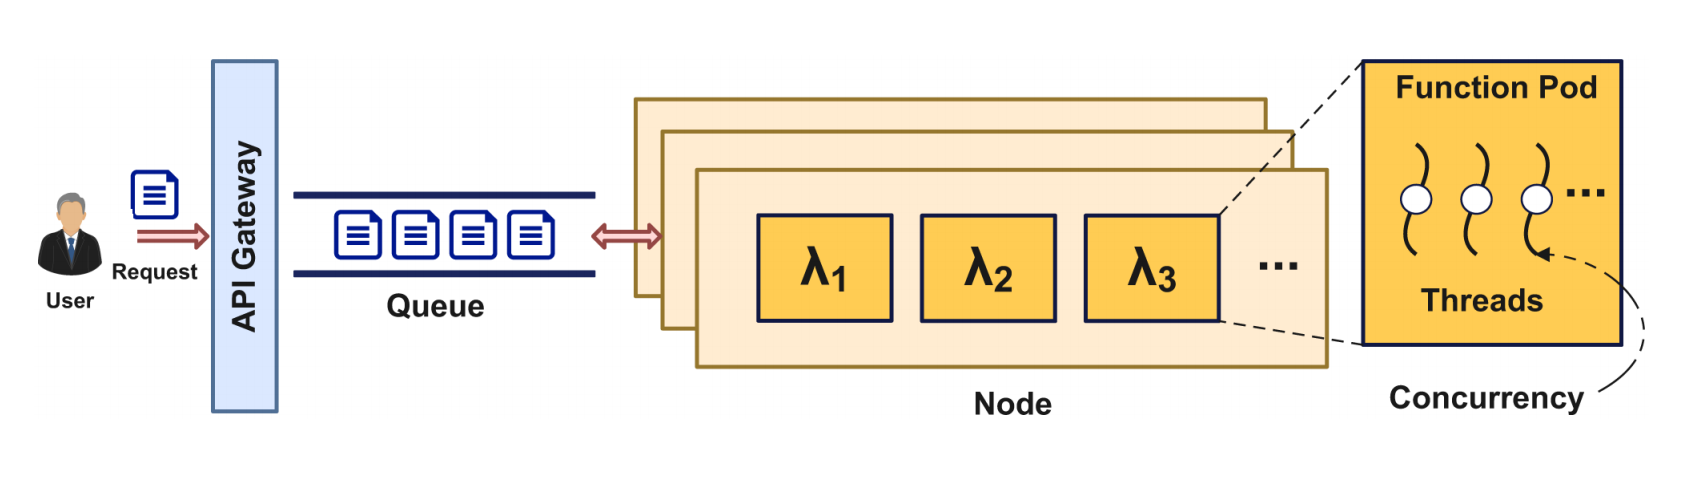 User
Request
API Gateway
Queue
λ1
λ2
λ3
...
Node
Function Pod
...
Threads
Concurrency